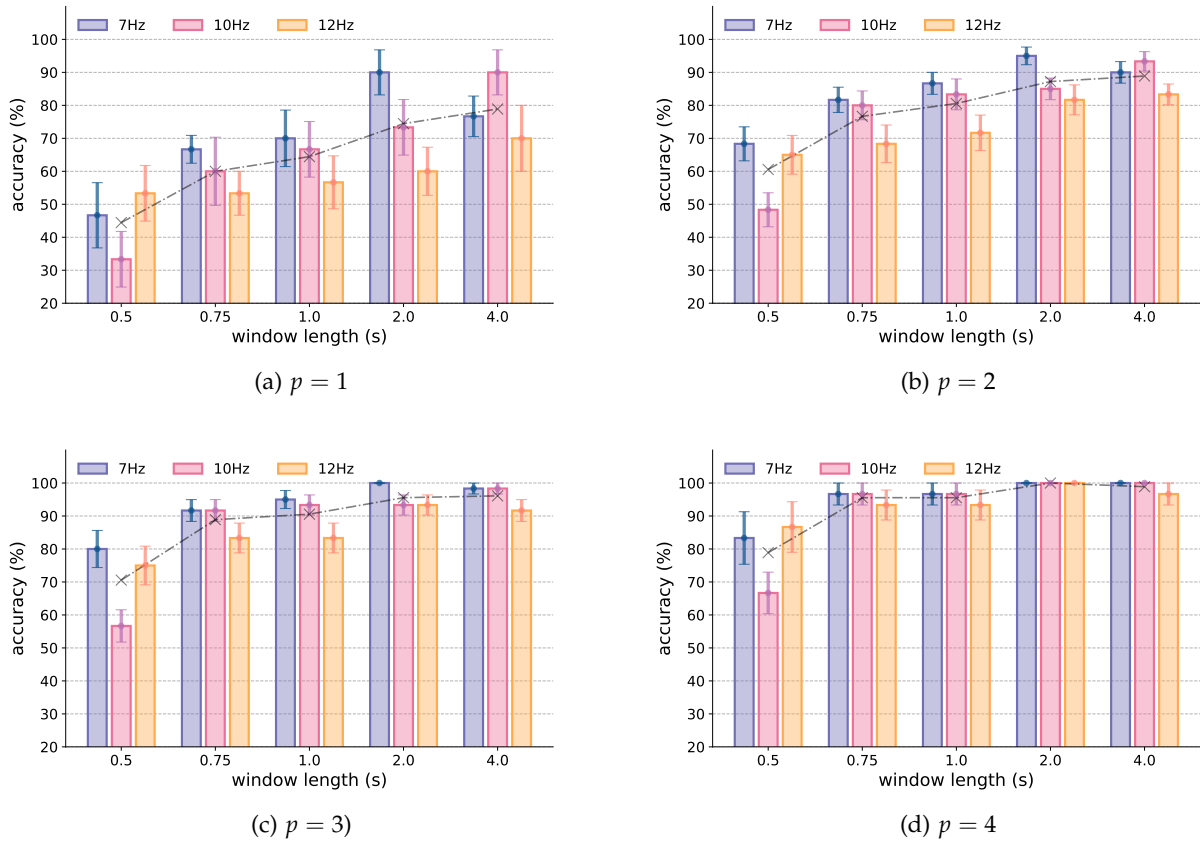 7Hz 10Hz 12Hz
100
90
80
70
60
50
40
30
20
accuracy (%)
0.5 0.75 1.0 2.0 4.0
window length (s)
(a) p = 1
7Hz 10Hz 12Hz
100
90
80
70
60
50
40
30
20
accuracy (%)
0.5 0.75 1.0 2.0 4.0
window length (s)
(b) p = 2
7Hz 10Hz 12Hz
100
90
80
70
60
50
40
30
20
accuracy (%)
0.5 0.75 1.0 2.0 4.0
window length (s)
(c) p = 3)
7Hz 10Hz 12Hz
100
90
80
70
60
50
40
30
20
accuracy (%)
0.5 0.75 1.0 2.0 4.0
window length (s)
(d) p = 4